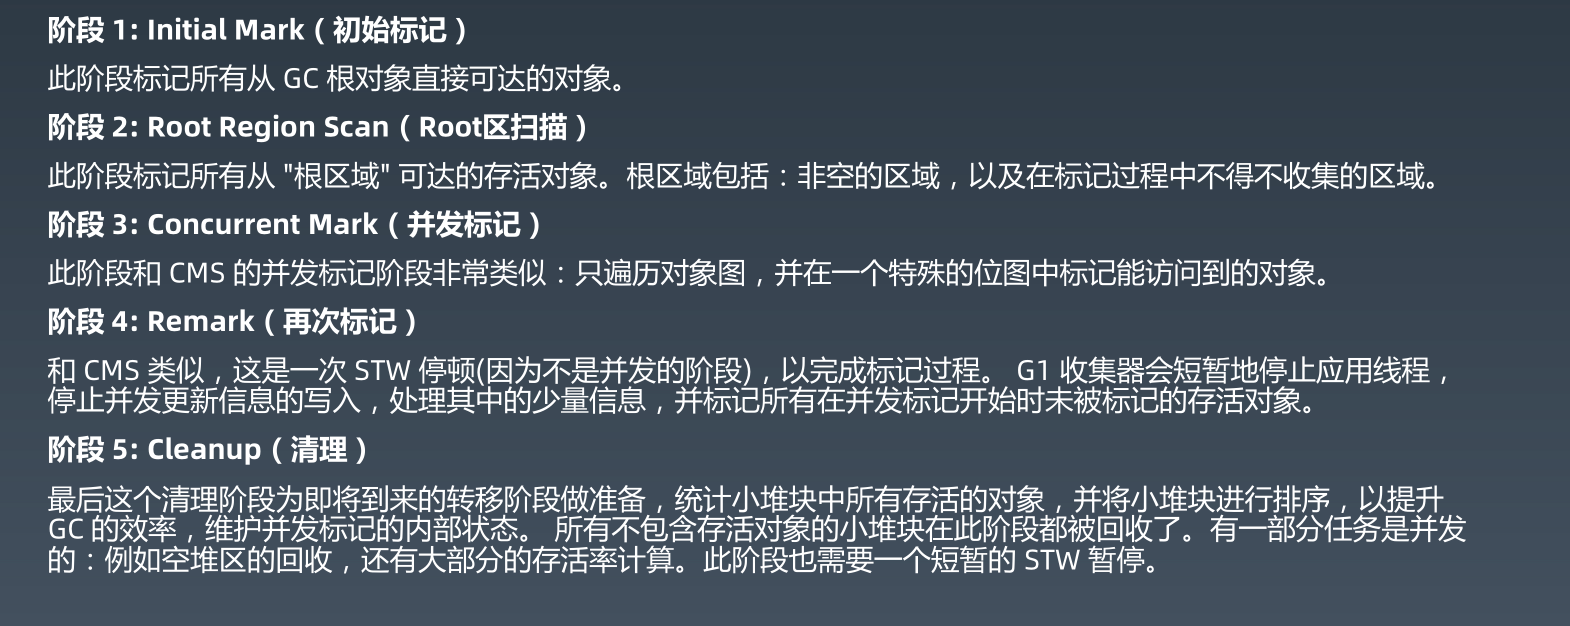 阶段 1: Initial Mark（初始标记）
此阶段标记所有从 GC 根对象直接可达的对象。
阶段 2: Root Region Scan（Root区扫描）
此阶段标记所有从 "根区域" 可达的存活对象。根区域包括：非空的区域，以及在标记过程中不得不收集的区域。
阶段 3: Concurrent Mark（并发标记）
此阶段和 CMS 的并发标记阶段非常类似：只遍历对象图，并在一个特殊的位图中标记能访问到的对象。
阶段 4: Remark（再次标记）
和 CMS 类似，这是一次 STW 停顿(因为不是并发的阶段)，以完成标记过程。 G1 收集器会短暂地停止应用线程，
停止并发更新信息的写入，处理其中的少量信息，并标记所有在并发标记开始时未被标记的存活对象。
阶段 5: Cleanup（清理）
最后这个清理阶段为即将到来的转移阶段做准备，统计小堆块中所有存活的对象，并将小堆块进行排序，以提升
GC 的效率，维护并发标记的内部状态。 所有不包含存活对象的小堆块在此阶段都被回收了。有一部分任务是并发
的：例如空堆区的回收，还有大部分的存活率计算。此阶段也需要一个短暂的 STW 暂停。